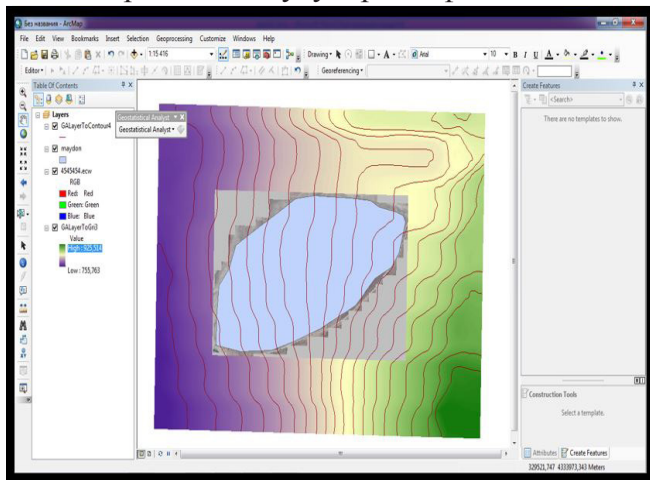 Без названия - ArcMap
File Edit View Bookmarks Insert Selection Geoprocessing Customize Windows Help
1:15 416
Drawing
Arial
10
B I U A
Editor
Georeferencing
Table Of Contents
Layers
GALayerToContour4
maydon
4545454.ecw
RGB
Red: Red
Green: Green
Blue: Blue
GALayerToGri3
Value
High : 925,514
Low : 755,763
Geostatistical Analyst
Geostatistical Analyst
Create Features
<Search>
There are no templates to show.
Construction Tools
Select a template.
Attributes Create Features
329521,747 4333973,343 Meters